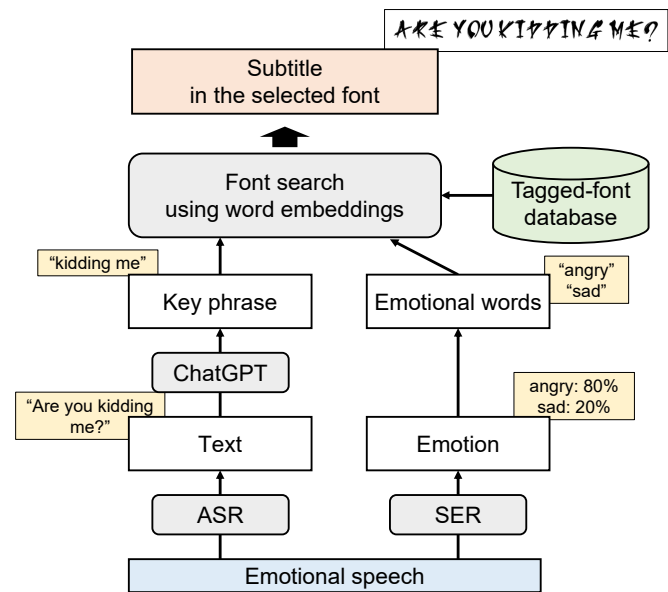 ARE YOU KIDDING ME?
Subtitle
in the selected font
Font search
using word embeddings
Tagged-font
database
“kidding me”
Key phrase
“angry”
“sad”
Emotional words
ChatGPT
“Are you kidding
me?”
Text
angry: 80%
sad: 20%
Emotion
ASR
SER
Emotional speech